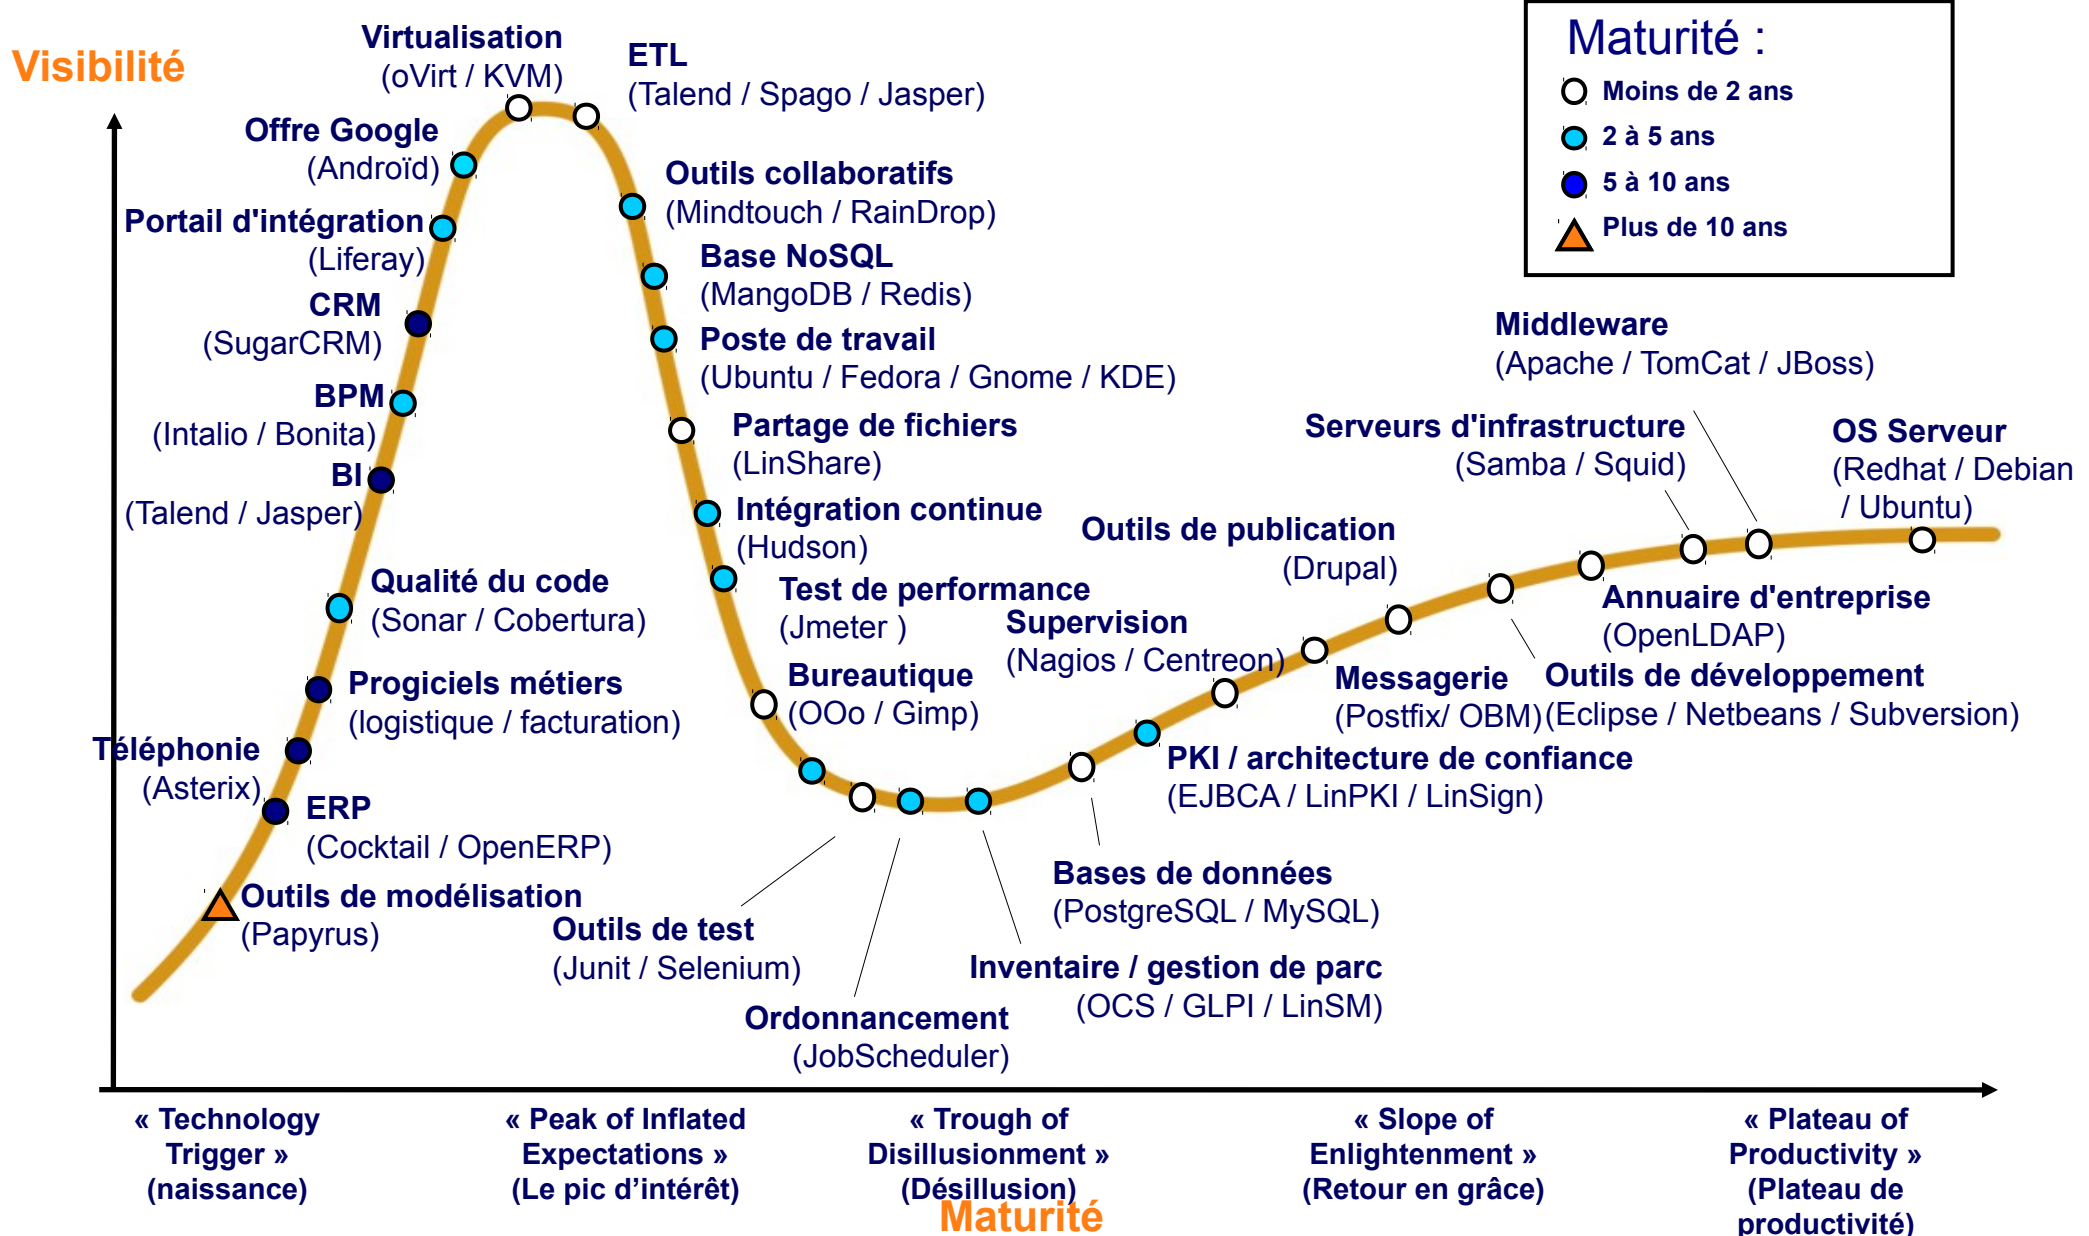 Visibilité
Virtualisation
(oVirt / KVM)
ETL
(Talend / Spago / Jasper)
Maturité :
Moins de 2 ans
2 à 5 ans
5 à 10 ans
Plus de 10 ans
Offre Google
(Androïd)
Outils collaboratifs
(Mindtouch / RainDrop)
Portail d'intégration
(Liferay)
Base NoSQL
(MangoDB / Redis)
CRM
(SugarCRM)
Poste de travail
(Ubuntu / Fedora / Gnome / KDE)
Middleware
(Apache / TomCat / JBoss)
BPM
(Intalio / Bonita)
Partage de fichiers
(LinShare)
Serveurs d'infrastructure
(Samba / Squid)
OS Serveur
(Redhat / Debian
/ Ubuntu)
BI
(Talend / Jasper)
Intégration continue
(Hudson)
Outils de publication
(Drupal)
Qualité du code
(Sonar / Cobertura)
Test de performance
(Jmeter )
Supervision
(Nagios / Centreon)
Annuaire d'entreprise
(OpenLDAP)
Progiciels métiers
(logistique / facturation)
Bureautique
(OOo / Gimp)
Messagerie
(Postfix/ OBM)
Outils de développement
(Eclipse / Netbeans / Subversion)
Téléphonie
(Asterix)
PKI / architecture de confiance
(EJBCA / LinPKI / LinSign)
ERP
(Cocktail / OpenERP)
Outils de modélisation
(Papyrus)
Bases de données
(PostgreSQL / MySQL)
Outils de test
(Junit / Selenium)
Inventaire / gestion de parc
(OCS / GLPI / LinSM)
Ordonnancement
(JobScheduler)
« Technology
Trigger »
(naissance)
« Peak of Inflated
Expectations »
(Le pic d’intérêt)
« Trough of
Disillusionment »
(Désillusion)
« Slope of
Enlightenment »
(Retour en grâce)
« Plateau of
Productivity »
(Plateau de
productivité)
Maturité